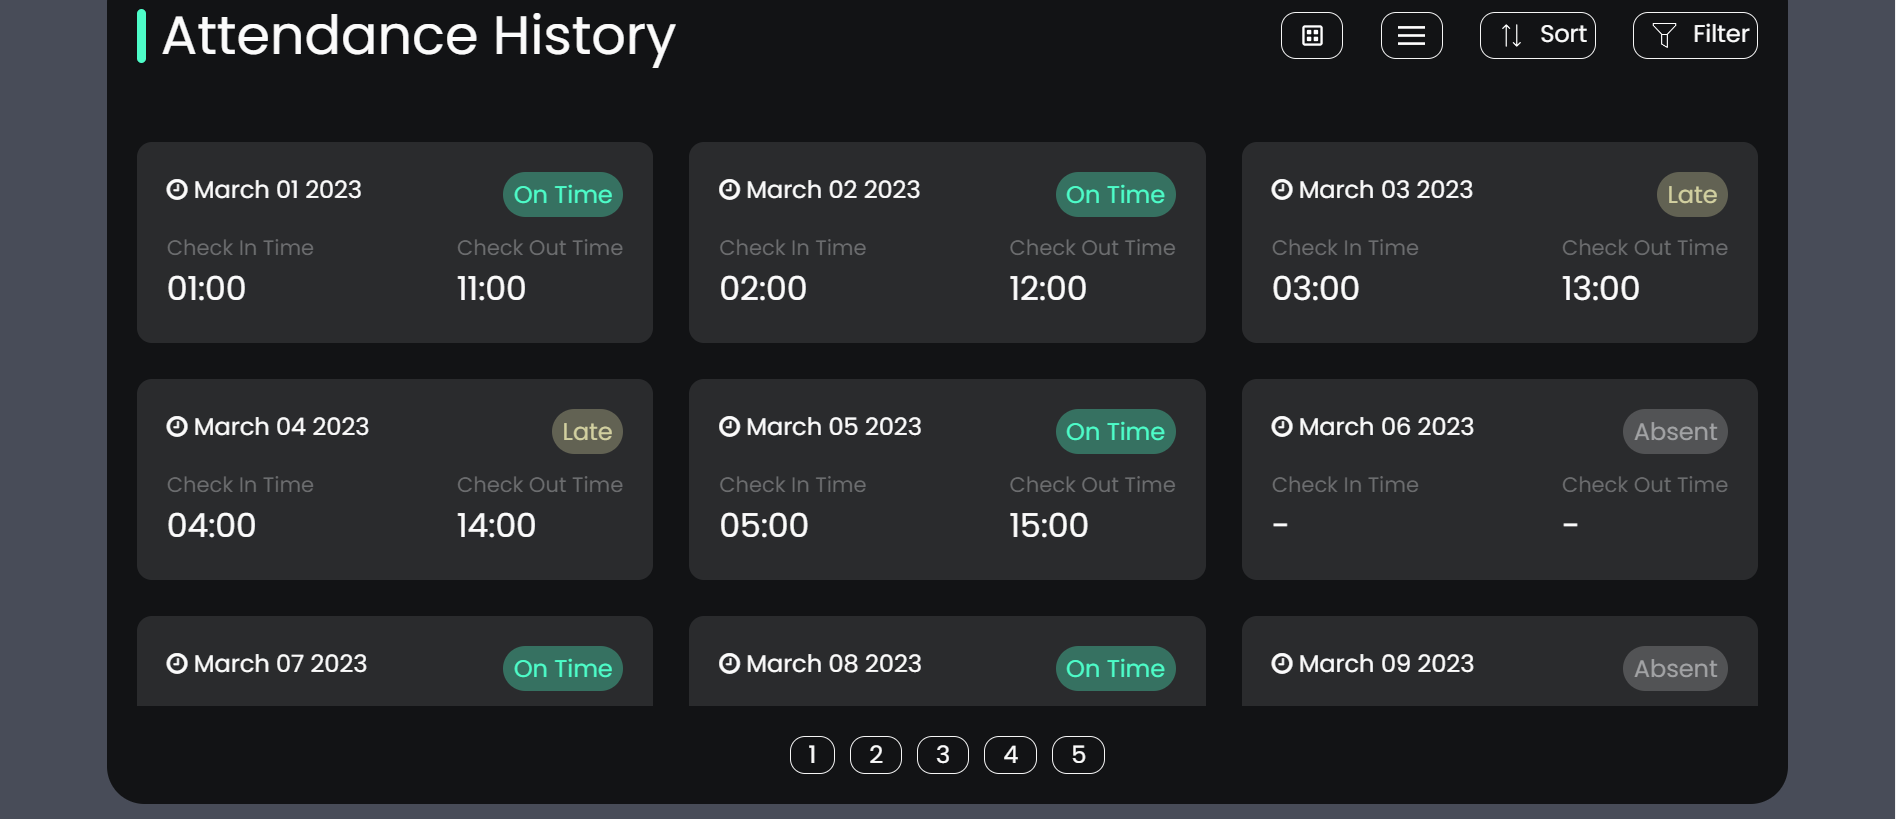 Attendance History
Sort
Filter
March 01 2023 On Time
Check In Time Check Out Time
01:00 11:00
March 02 2023 On Time
Check In Time Check Out Time
02:00 12:00
March 03 2023 Late
Check In Time Check Out Time
03:00 13:00
March 04 2023 Late
Check In Time Check Out Time
04:00 14:00
March 05 2023 On Time
Check In Time Check Out Time
05:00 15:00
March 06 2023 Absent
Check In Time Check Out Time
- -
March 07 2023 On Time
March 08 2023 On Time
March 09 2023 Absent
1 2 3 4 5